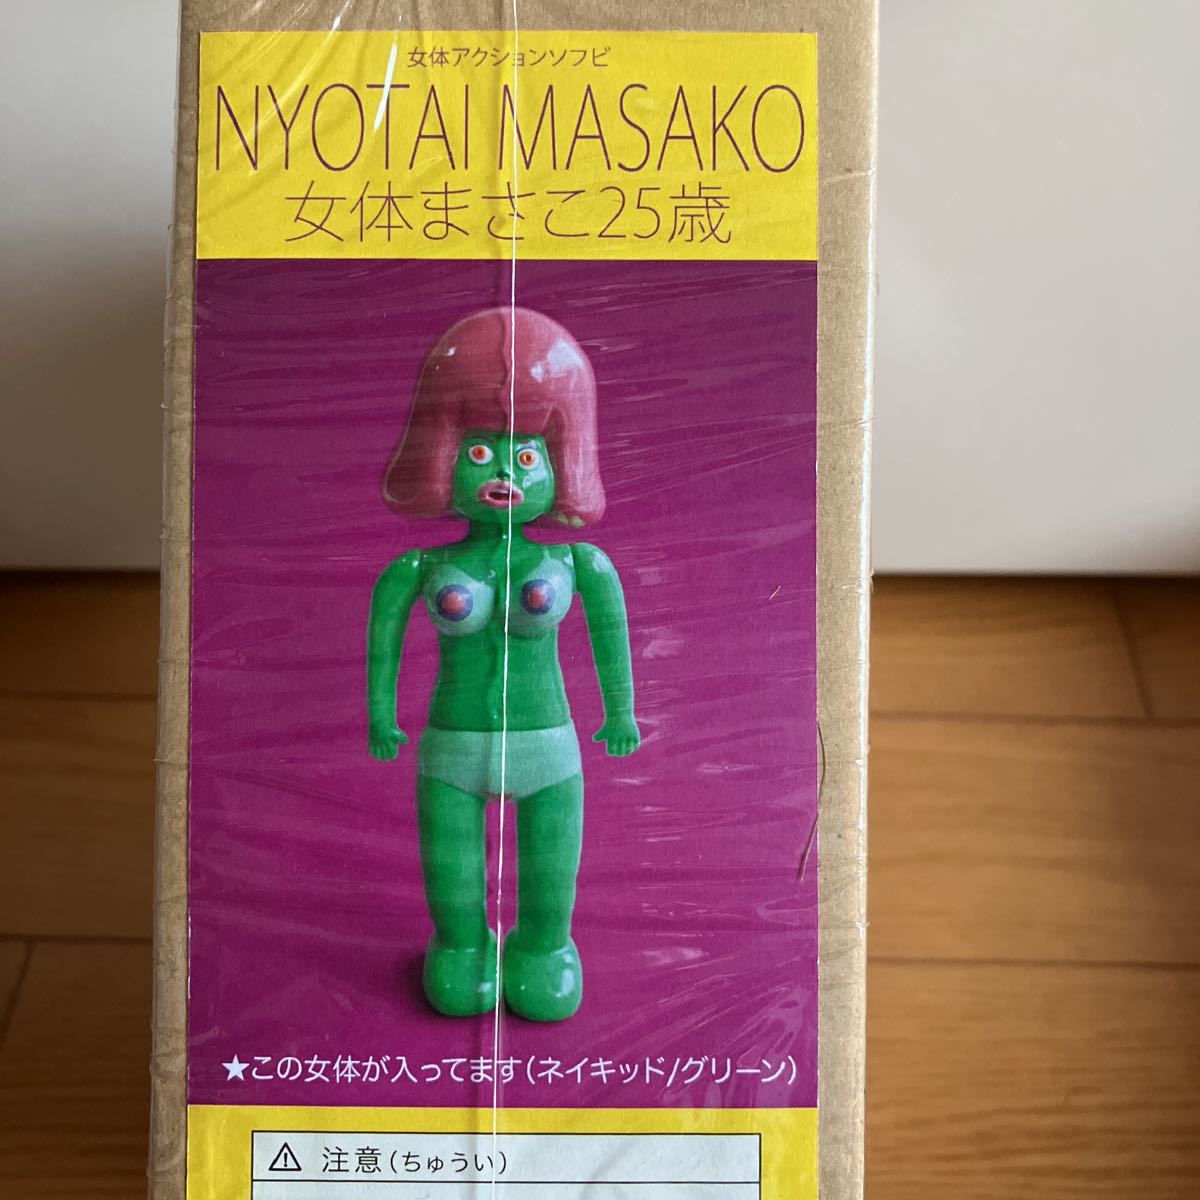 女体アクションソフビ
NYOTAI MASAKO
女体まさこ25歳
★この女体が入ってます(ネイキッド/グリーン)
⚠ 注意(ちゅうい)